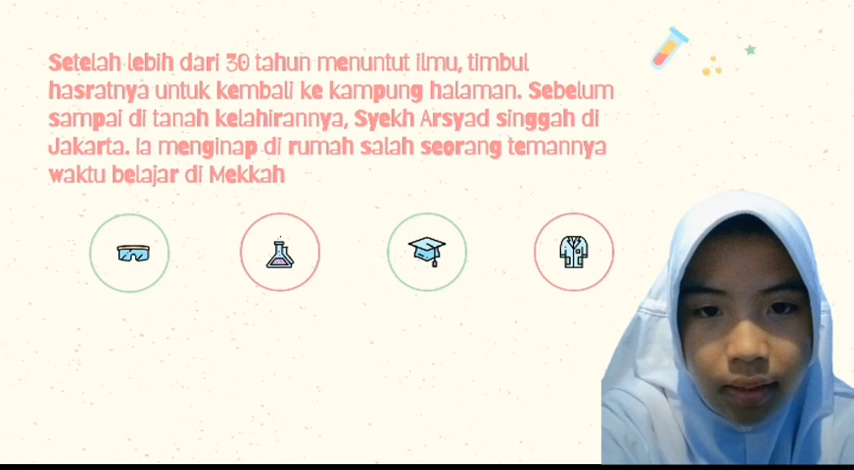 Setelah lebih dari 30 tahun menuntut ilmu, timbul
hasratnya untuk kembali ke kampung halaman. Sebelum
sampai di tanah kelahirannya, Syekh Arsyad singgah di
Jakarta. Ia menginap di rumah salah seorang temannya
waktu belajar di Mekkah